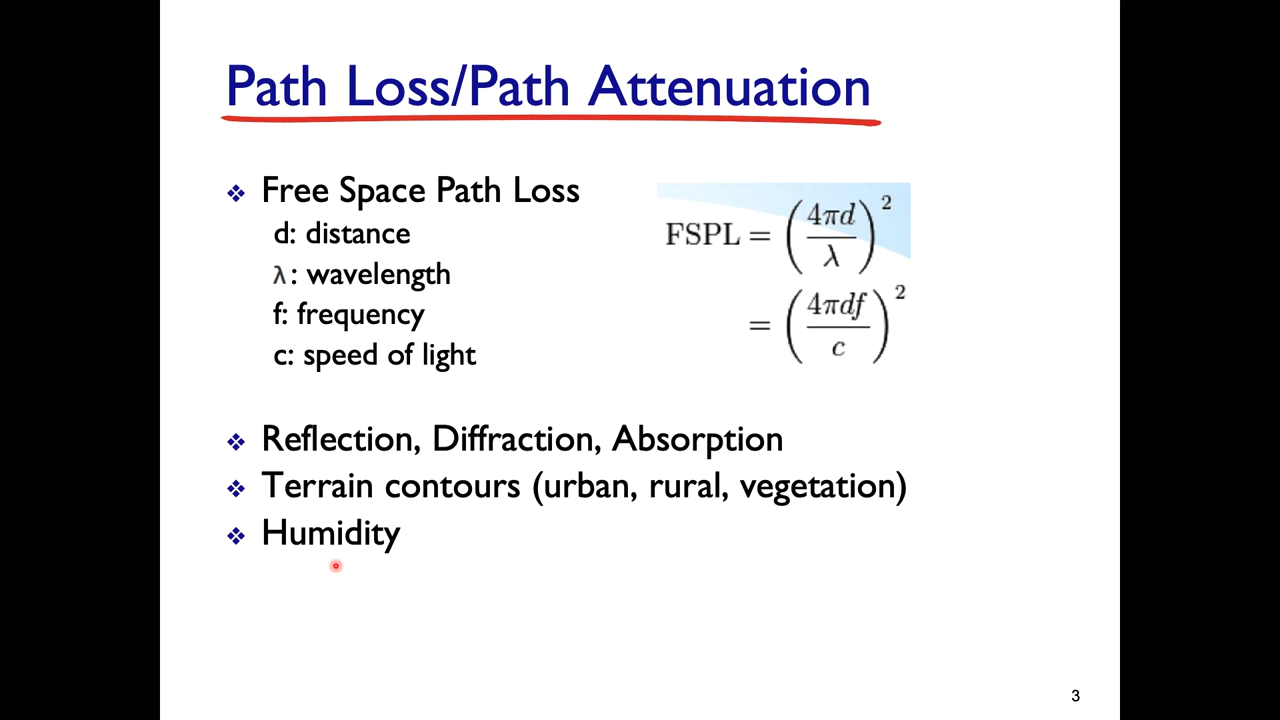 Path Loss/Path Attenuation
❖ Free Space Path Loss
d: distance
λ: wavelength
f: frequency
c: speed of light
FSPL = (4πd/λ)²
= (4πdf/c)²
❖ Reflection, Diffraction, Absorption
❖ Terrain contours (urban, rural, vegetation)
❖ Humidity
3